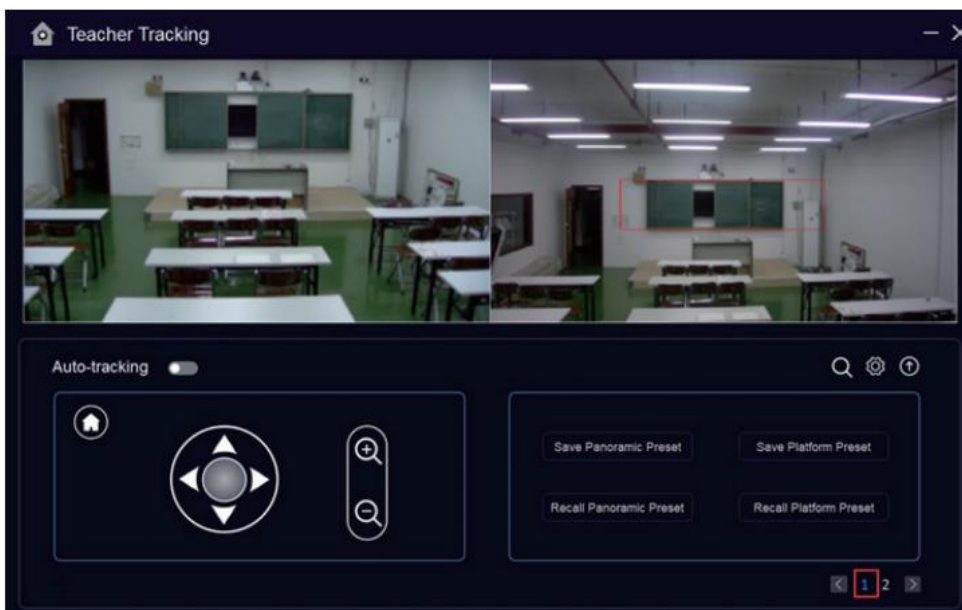 Teacher Tracking
Auto-tracking
Save Panoramic Preset
Save Platform Preset
Recall Panoramic Preset
Recall Platform Preset
1 2